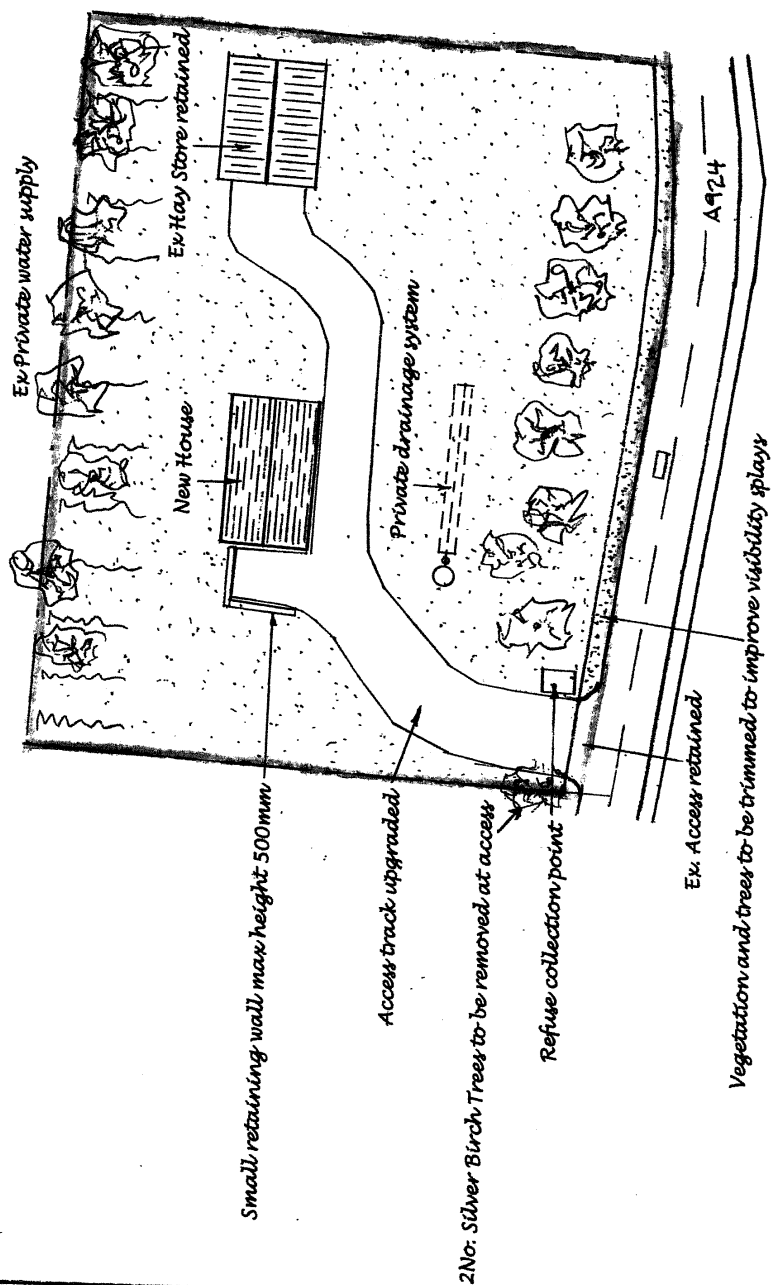 Ex Private water supply
Ex Hay Store retained
New House
Private drainage system
A924
Small retaining wall max height 500mm
Access track upgraded
2No. Silver Birch Trees to be removed at access
Refuse collection point
Ex. Access retained
Vegetation and trees to be trimmed to improve visibility splays